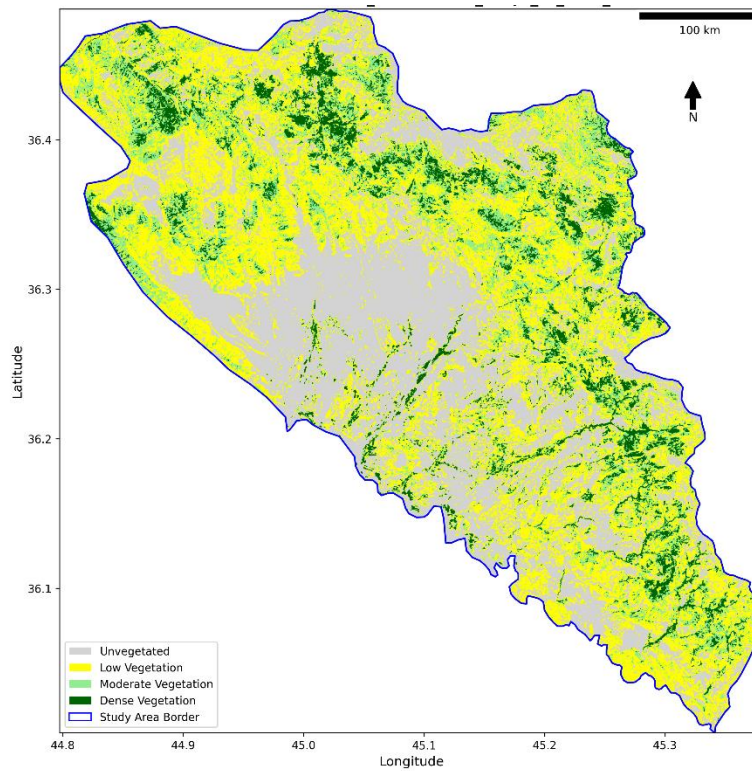 100 km
N
36.4
36.3
36.2
36.1
Latitude
Unvegetated
Low Vegetation
Moderate Vegetation
Dense Vegetation
Study Area Border
44.8
44.9
45.0
45.1
45.2
45.3
Longitude